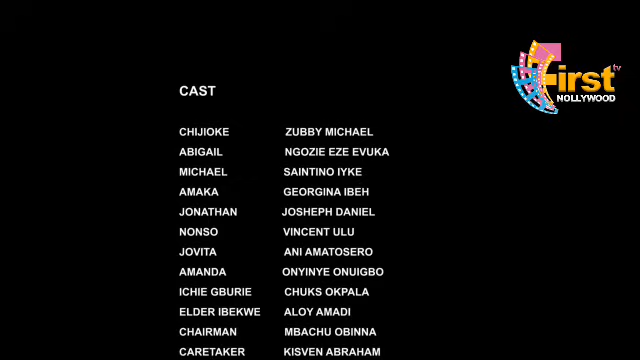 First tv
NOLLYWOOD
CAST
CHIJIOKE ZUBBY MICHAEL
ABIGAIL NGOZIE EZE EVUKA
MICHAEL SAINTINO IYKE
AMAKA GEORGINA IBEH
JONATHAN JOSHEPH DANIEL
NONSO VINCENT ULU
JOVITA ANI AMATOSERO
AMANDA ONYINYE ONUIGBO
ICHIE GBURIE CHUKS OKPALA
ELDER IBEKWE ALOY AMADI
CHAIRMAN MBACHU OBINNA
CARETAKER KISVEN ABRAHAM